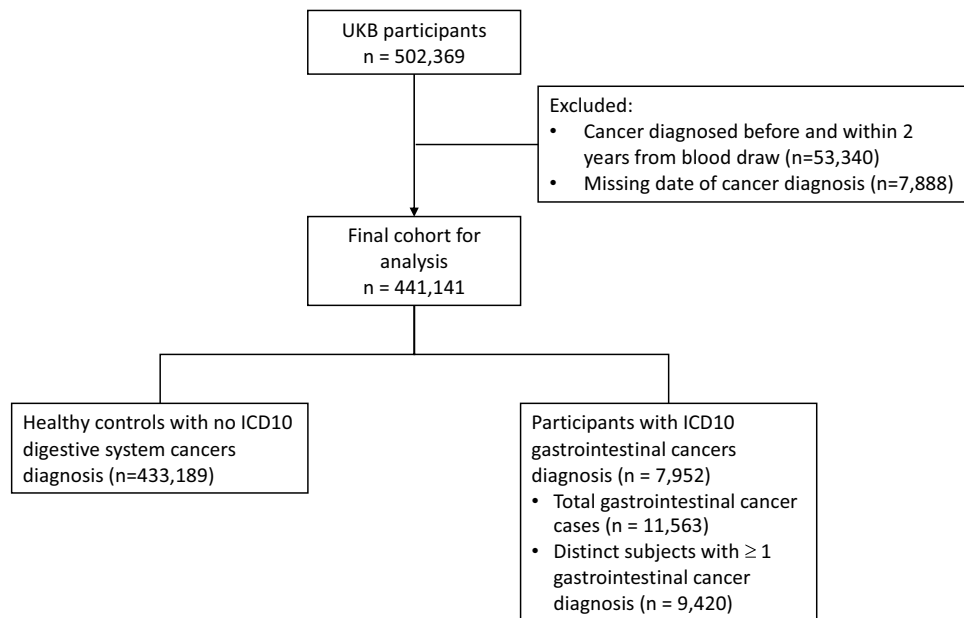 UKB participants
n = 502,369
Excluded:
• Cancer diagnosed before and within 2
years from blood draw (n=53,340)
• Missing date of cancer diagnosis (n=7,888)
Final cohort for
analysis
n = 441,141
Healthy controls with no ICD10
digestive system cancers
diagnosis (n=433,189)
Participants with ICD10
gastrointestinal cancers
diagnosis (n = 7,952)
• Total gastrointestinal cancer
cases (n = 11,563)
• Distinct subjects with ≥ 1
gastrointestinal cancer
diagnosis (n = 9,420)